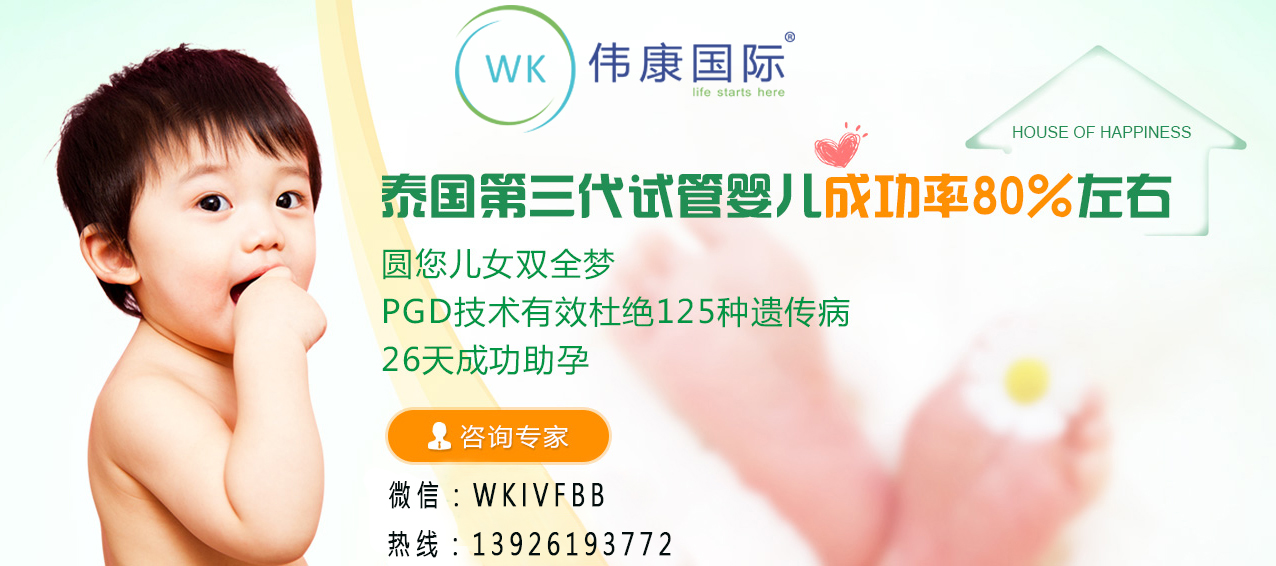 WK 伟康国际®
life starts here
HOUSE OF HAPPINESS
泰国第三代试管婴儿成功率80%左右
圆您儿女双全梦
PGD技术有效杜绝125种遗传病
26天成功助孕
咨询专家
微信：WKIVFBB
热线：13926193772